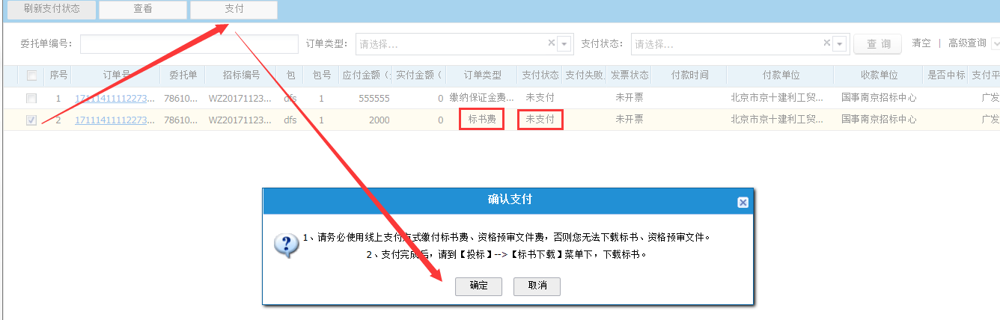 刷新支付状态 查看 支付
委托单编号： 订单类型： 请选择... 支付状态： 请选择... 查 询 清空 | 高级查询
序号 订单号 委托单 招标编号 包 包号 应付金额（ 实付金额（ 订单类型 支付状态 支付失败 发票状态 付款时间 付款单位 收款单位 是否中标 支付平
1 17111411112273... 78610... WZ20171123... dfs 1 555555 0 缴纳保证金费... 未支付 未开票 北京市京十建利工贸... 国事南京招标中心 广发
2 17111411112273... 78610... WZ20171123... dfs 1 2000 0 标书费 未支付 未开票 北京市京十建利工贸... 国事南京招标中心 广发
确认支付
1、请务必使用线上支付方式缴付标书费、资格预审文件费，否则您无法下载标书、资格预审文件。
2、支付完成后，请到【投标】-->【标书下载】菜单下，下载标书。
确定 取消